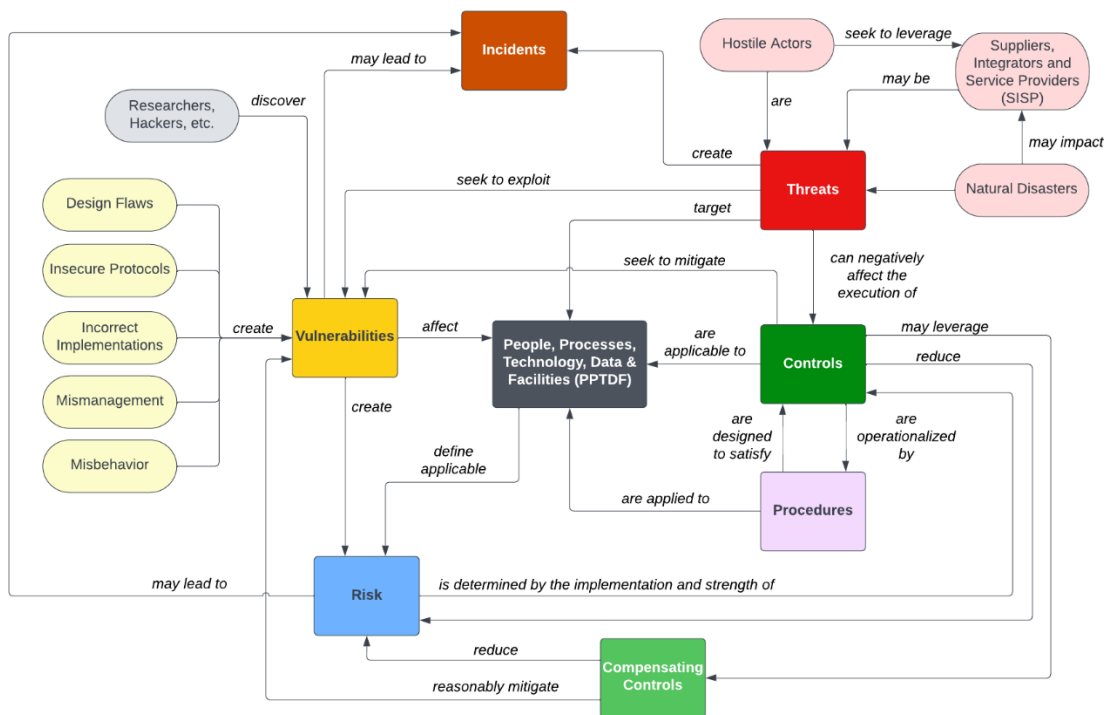 Incidents
Hostile Actors
seek to leverage
Suppliers,
Integrators and
Service Providers
(SISP)
may lead to
are
may be
Researchers,
Hackers, etc.
discover
may impact
create
Threats
Natural Disasters
seek to exploit
Design Flaws
target
seek to mitigate
can negatively
affect the
execution of
Insecure Protocols
Incorrect
Implementations
create
Vulnerabilities
affect
People, Processes,
Technology, Data &
Facilities (PPTDF)
are
applicable to
Controls
may leverage
reduce
Mismanagement
create
are
designed
to satisfy
are
operationalized
by
Misbehavior
define
applicable
are applied to
Procedures
may lead to
Risk
is determined by the implementation and strength of
reduce
reasonably mitigate
Compensating
Controls